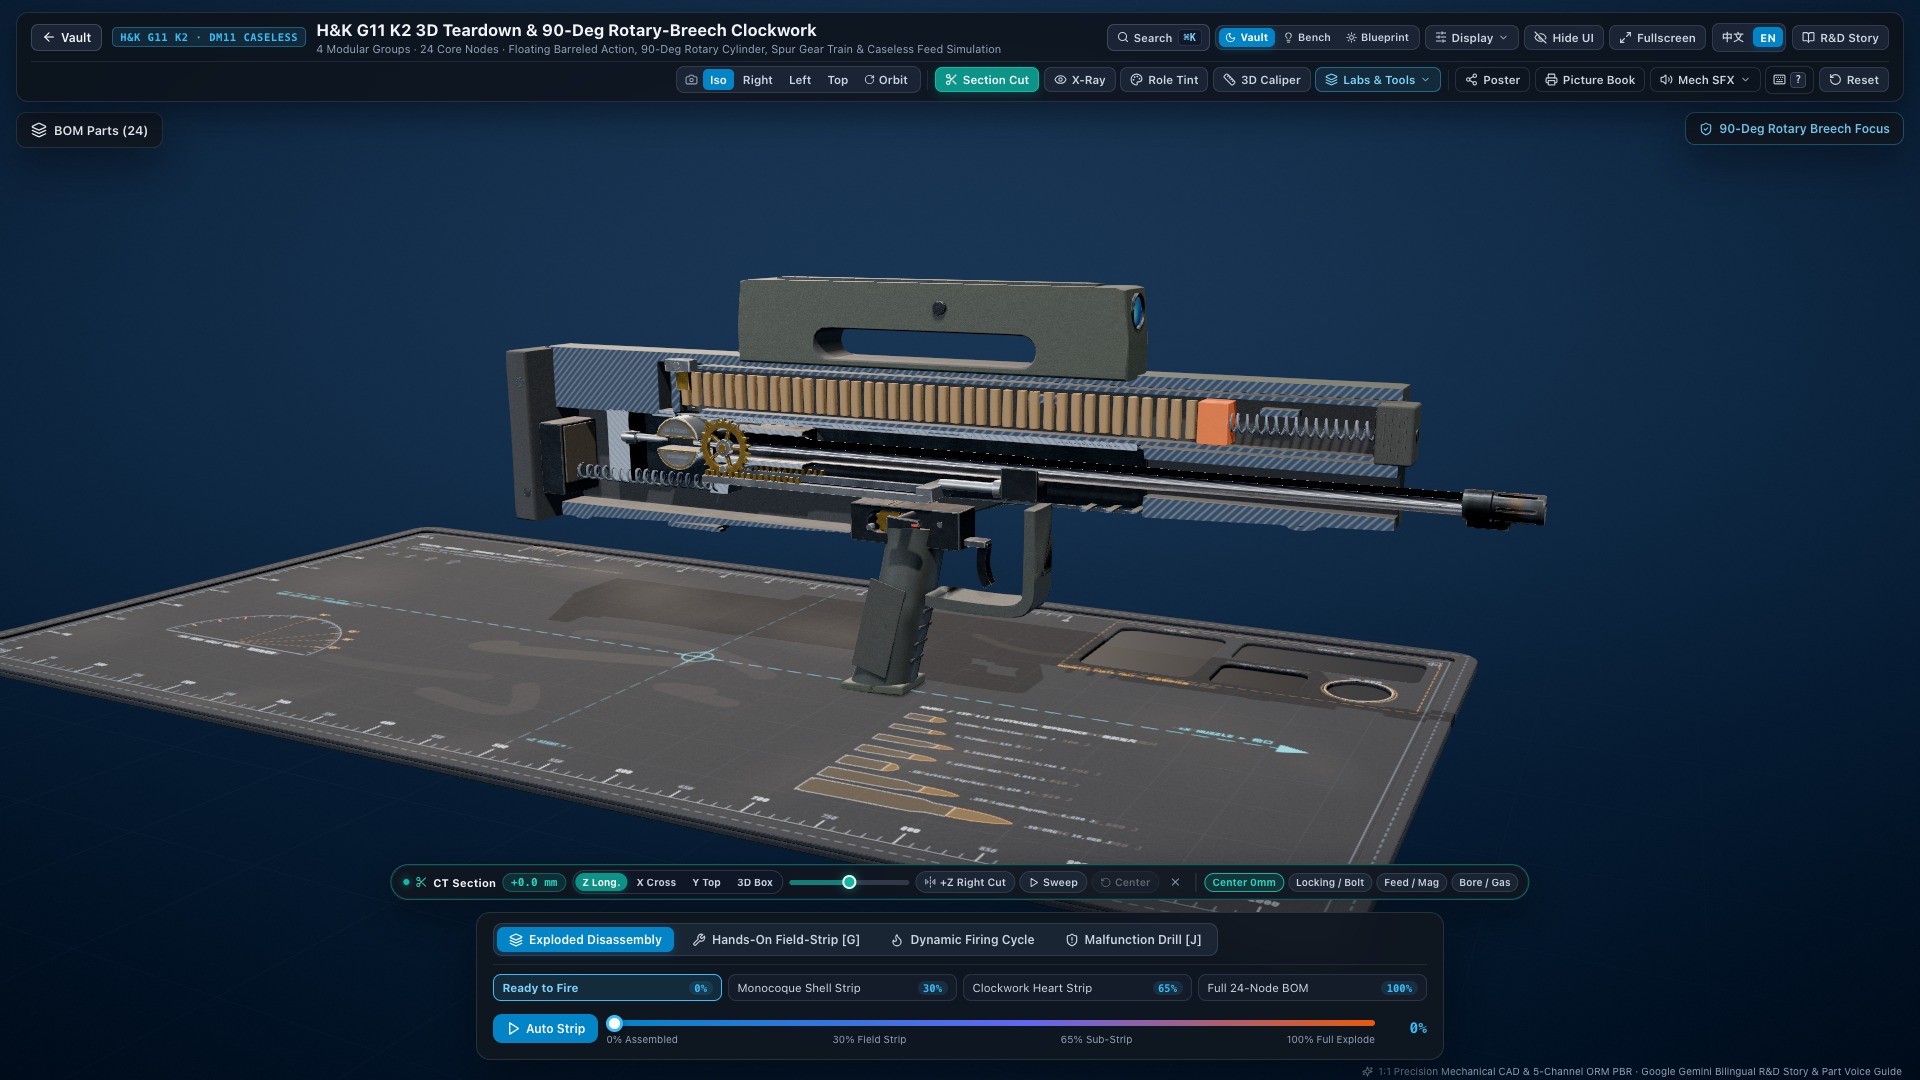 Vault
H&K G11 K2 · DM11 CASELESS
H&K G11 K2 3D Teardown & 90-Deg Rotary-Breech Clockwork
4 Modular Groups · 24 Core Nodes · Floating Barreled Action, 90-Deg Rotary Cylinder, Spur Gear Train & Caseless Feed Simulation
Search ⌘K
Vault Bench Blueprint
Display
Hide UI
Fullscreen
中文 EN
R&D Story
Iso Right Left Top Orbit
Section Cut
X-Ray
Role Tint
3D Caliper
Labs & Tools
Poster
Picture Book
Mech SFX
?
Reset
BOM Parts (24)
90-Deg Rotary Breech Focus
CT Section +0.0 mm
Z Long. X Cross Y Top 3D Box
+Z Right Cut
Sweep
Center
Center 0mm
Locking / Bolt
Feed / Mag
Bore / Gas
Exploded Disassembly
Hands-On Field-Strip [G]
Dynamic Firing Cycle
Malfunction Drill [J]
Ready to Fire 0%
Monocoque Shell Strip 30%
Clockwork Heart Strip 65%
Full 24-Node BOM 100%
Auto Strip
0%
0% Assembled
30% Field Strip
65% Sub-Strip
100% Full Explode
1:1 Precision Mechanical CAD & 5-Channel ORM PBR · Google Gemini Bilingual R&D Story & Part Voice Guide